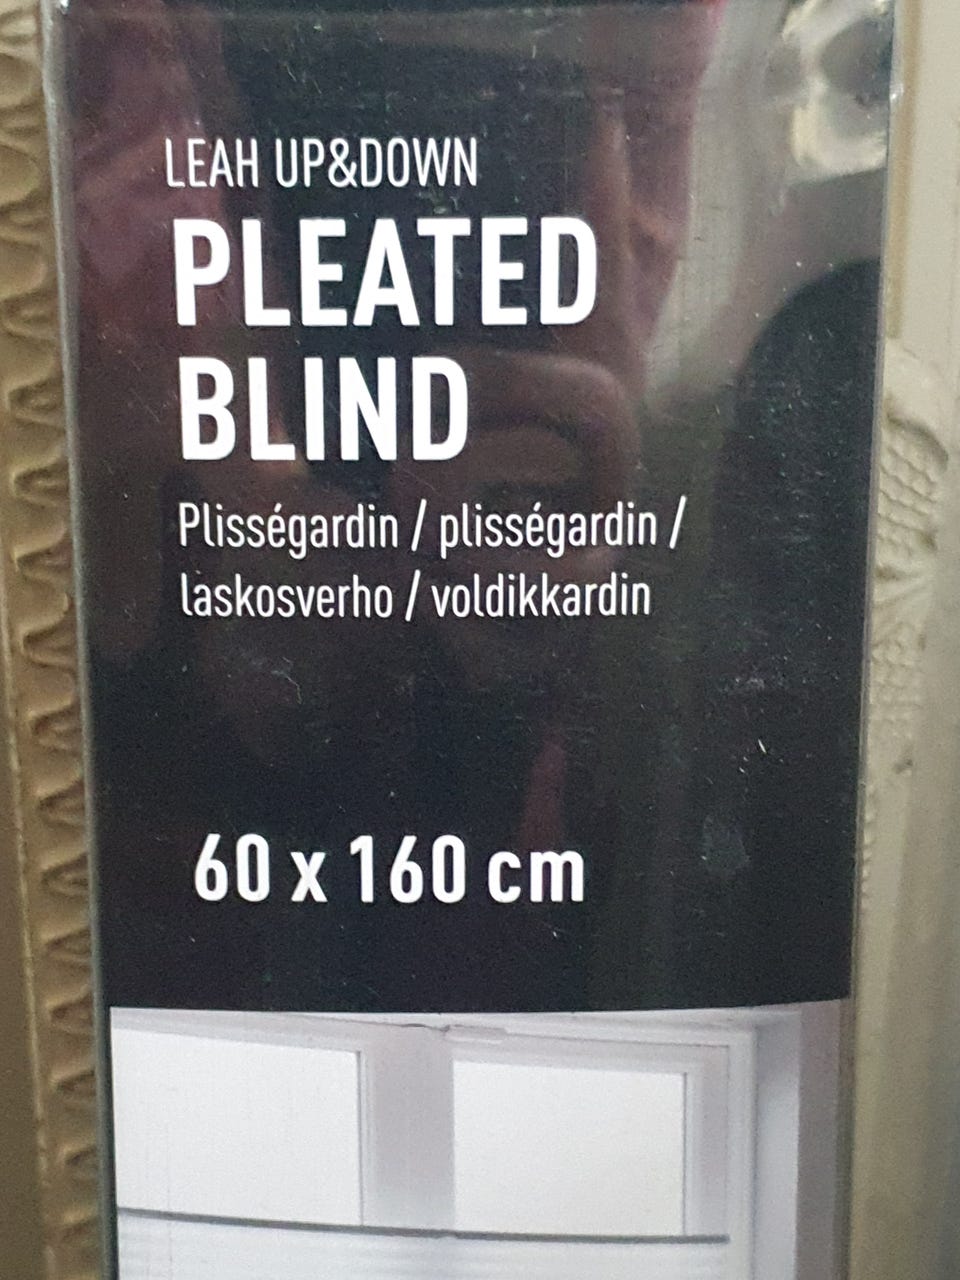 LEAH UP&DOWN
PLEATED
BLIND
Plisségardin / plisségardin /
laskosverho / voldikkardin
60 x 160 cm